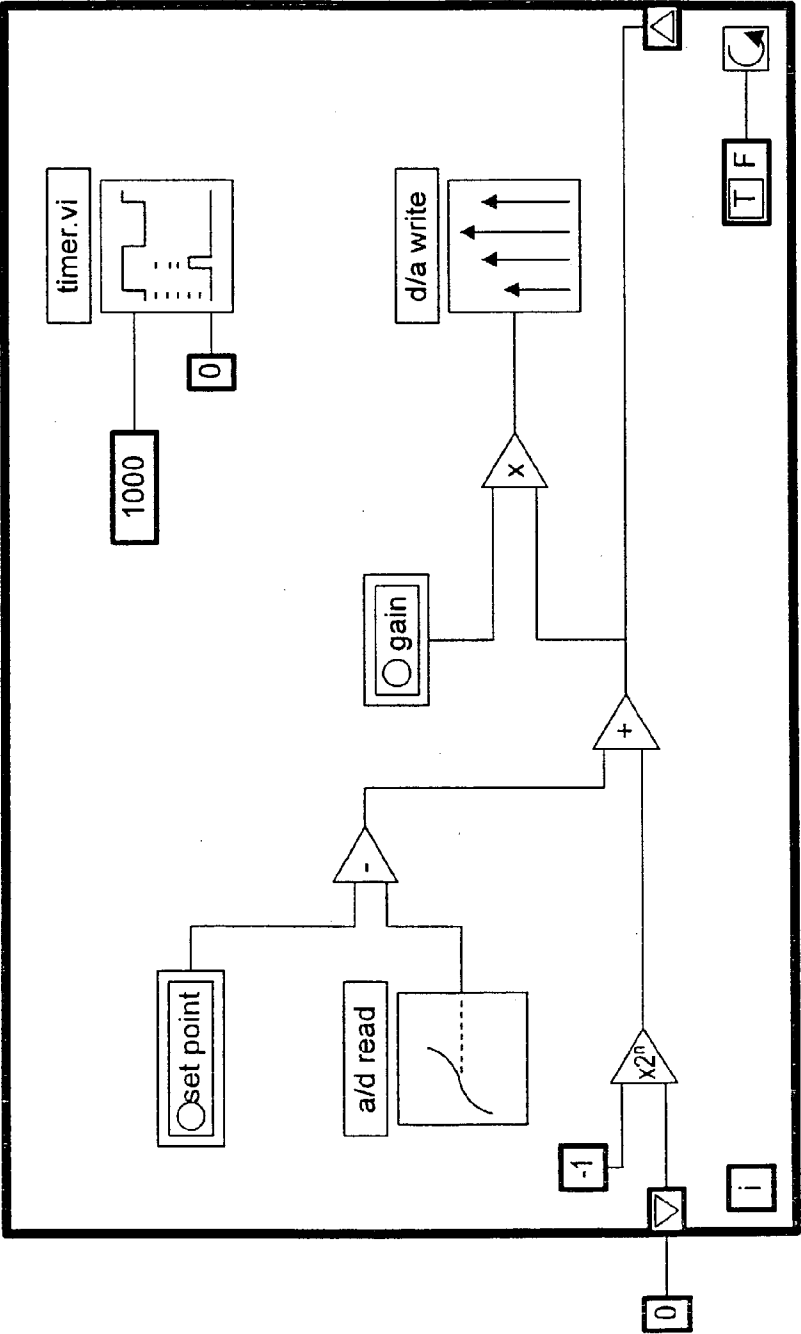 timer.vi
1000
0
set point
a/d read
-
gain
x
d/a write
-1
x2ⁿ
+
0
i
T F